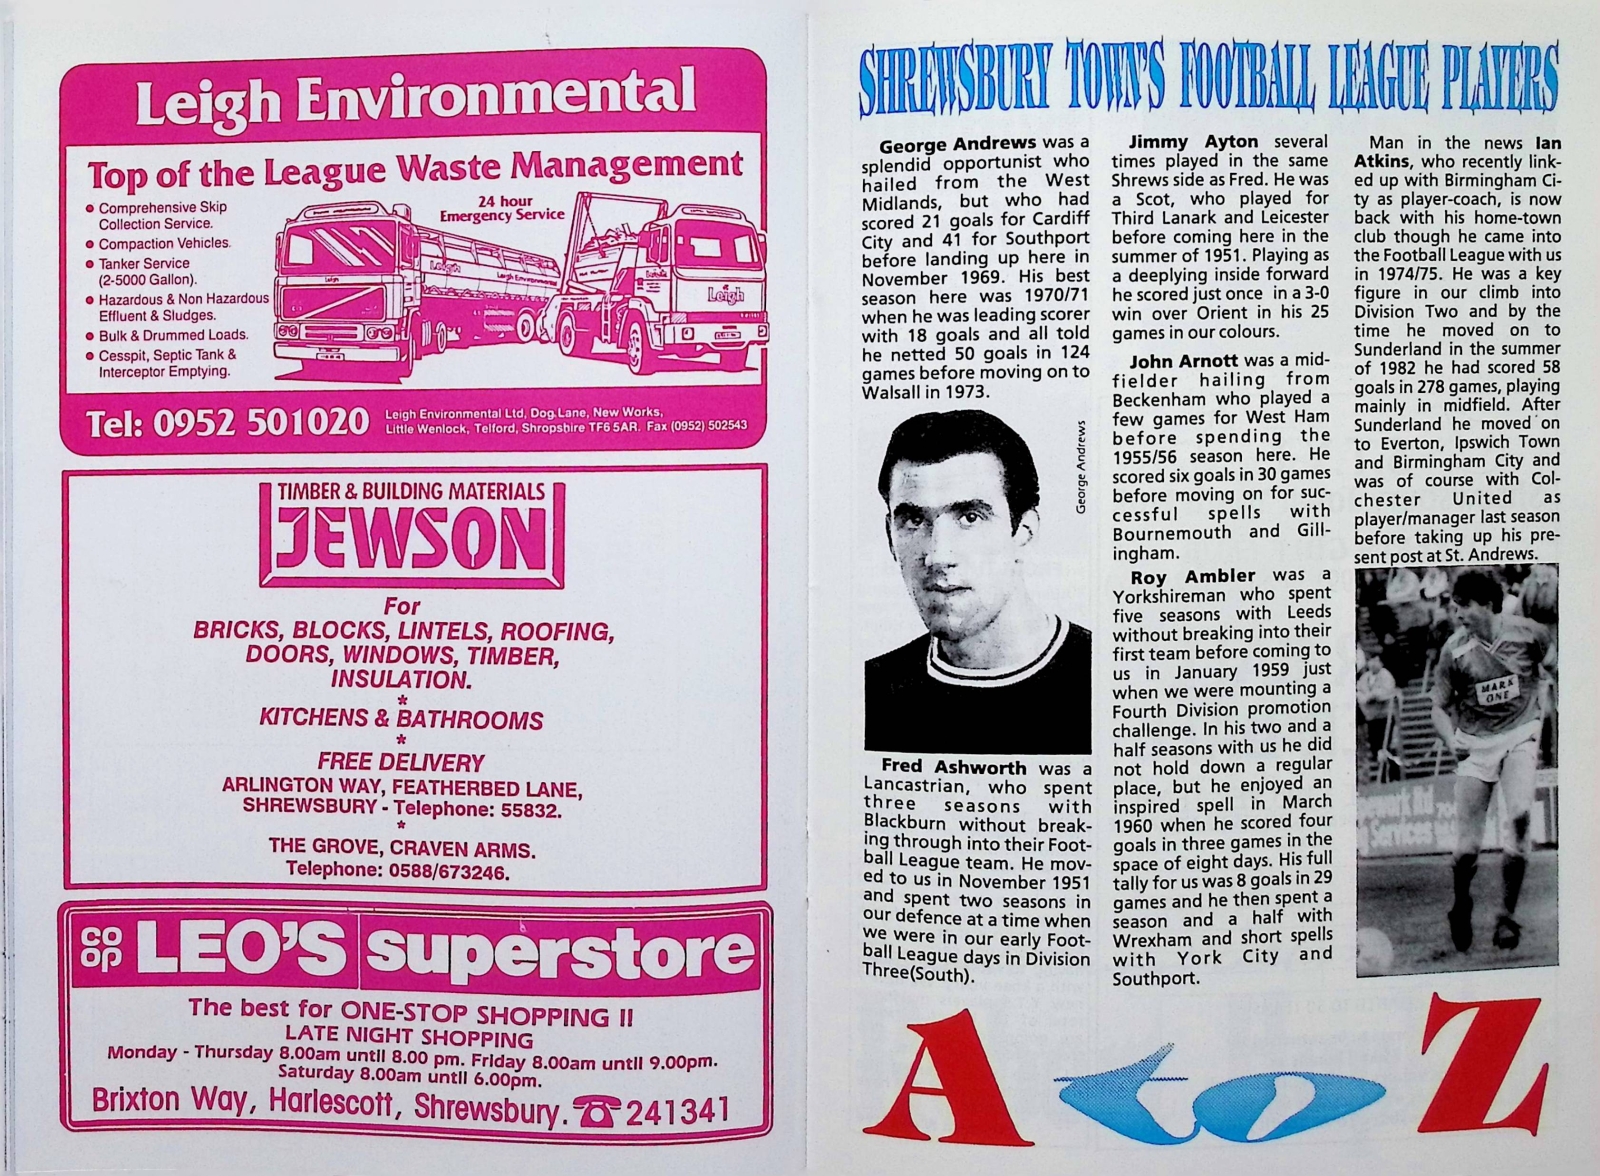 Leigh Environmental
Top of the League Waste Management
• Comprehensive Skip
Collection Service.
• Compaction Vehicles.
• Tanker Service
(2-5000 Gallon).
• Hazardous & Non Hazardous
Effluent & Sludges.
• Bulk & Drummed Loads.
• Cesspit, Septic Tank &
Interceptor Emptying.
24 hour
Emergency Service
Leigh
Leigh
Leigh Environmental
Leigh
Tel: 0952 501020
Leigh Environmental Ltd, Dog Lane, New Works,
Little Wenlock, Telford, Shropshire TF6 5AR. Fax (0952) 502543
TIMBER & BUILDING MATERIALS
JEWSON
For
BRICKS, BLOCKS, LINTELS, ROOFING,
DOORS, WINDOWS, TIMBER,
INSULATION.
*
KITCHENS & BATHROOMS
*
FREE DELIVERY
ARLINGTON WAY, FEATHERBED LANE,
SHREWSBURY - Telephone: 55832.
*
THE GROVE, CRAVEN ARMS.
Telephone: 0588/673246.
CO
OP
LEO'S superstore
The best for ONE-STOP SHOPPING !!
LATE NIGHT SHOPPING
Monday - Thursday 8.00am until 8.00 pm. Friday 8.00am until 9.00pm.
Saturday 8.00am until 6.00pm.
Brixton Way, Harlescott, Shrewsbury. ☎ 241341
SHREWSBURY TOWN'S FOOTBALL LEAGUE PLAYERS
George Andrews was a
splendid opportunist who
hailed from the West
Midlands, but who had
scored 21 goals for Cardiff
City and 41 for Southport
before landing up here in
November 1969. His best
season here was 1970/71
when he was leading scorer
with 18 goals and all told
he netted 50 goals in 124
games before moving on to
Walsall in 1973.
George Andrews
Fred Ashworth was a
Lancastrian, who spent
three seasons with
Blackburn without break-
ing through into their Foot-
ball League team. He mov-
ed to us in November 1951
and spent two seasons in
our defence at a time when
we were in our early Foot-
ball League days in Division
Three(South).
Jimmy Ayton several
times played in the same
Shrews side as Fred. He was
a Scot, who played for
Third Lanark and Leicester
before coming here in the
summer of 1951. Playing as
a deeplying inside forward
he scored just once in a 3-0
win over Orient in his 25
games in our colours.
John Arnott was a mid-
fielder hailing from
Beckenham who played a
few games for West Ham
before spending the
1955/56 season here. He
scored six goals in 30 games
before moving on for suc-
cessful spells with
Bournemouth and Gill-
ingham.
Roy Ambler was a
Yorkshireman who spent
five seasons with Leeds
without breaking into their
first team before coming to
us in January 1959 just
when we were mounting a
Fourth Division promotion
challenge. In his two and a
half seasons with us he did
not hold down a regular
place, but he enjoyed an
inspired spell in March
1960 when he scored four
goals in three games in the
space of eight days. His full
tally for us was 8 goals in 29
games and he then spent a
season and a half with
Wrexham and short spells
with York City and
Southport.
Man in the news Ian
Atkins, who recently link-
ed up with Birmingham Ci-
ty as player-coach, is now
back with his home-town
club though he came into
the Football League with us
in 1974/75. He was a key
figure in our climb into
Division Two and by the
time he moved on to
Sunderland in the summer
of 1982 he had scored 58
goals in 278 games, playing
mainly in midfield. After
Sunderland he moved on
to Everton, Ipswich Town
and Birmingham City and
was of course with Col-
chester United as
player/manager last season
before taking up his pre-
sent post at St. Andrews.
MARK
ONE
A to Z